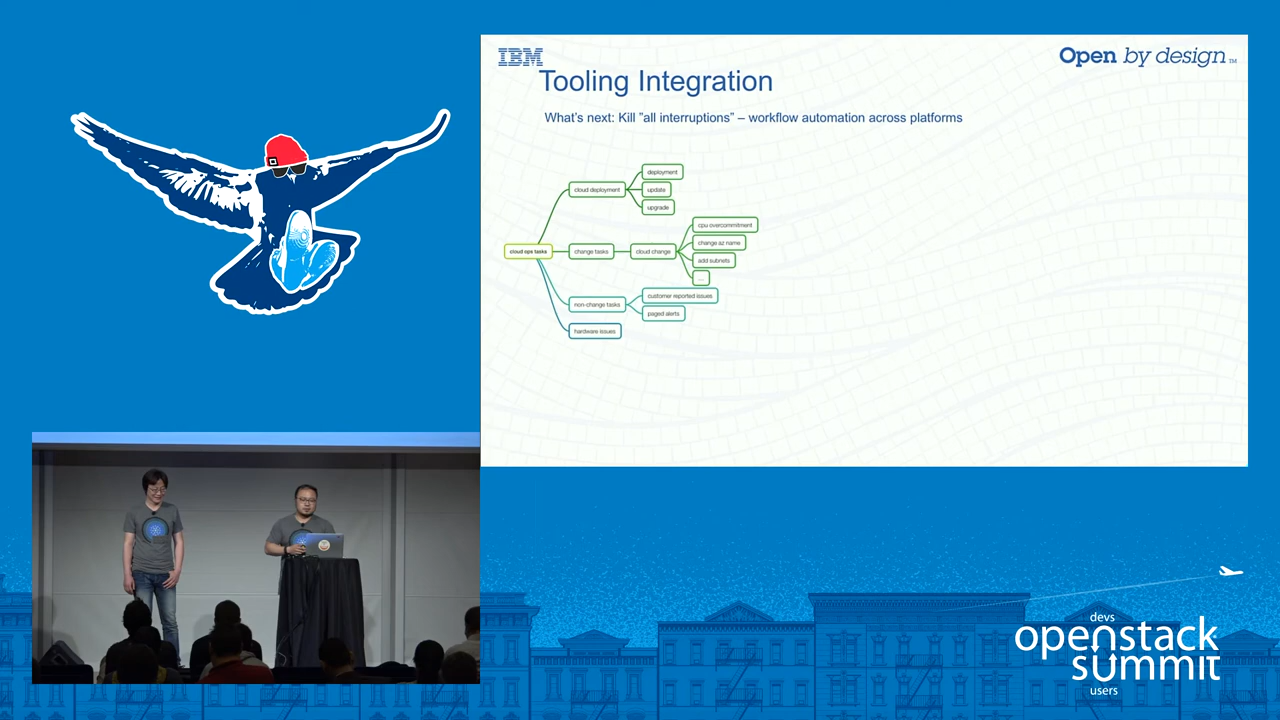 IBM
Open by design™
Tooling Integration
What's next: Kill "all interruptions" – workflow automation across platforms
cloud ops tasks
cloud deployment
deployment
update
upgrade
change tasks
cloud change
cpu overcommitment
change az name
add subnets
...
non-change tasks
customer reported issues
paged alerts
hardware issues
devs
openstack
summit
users